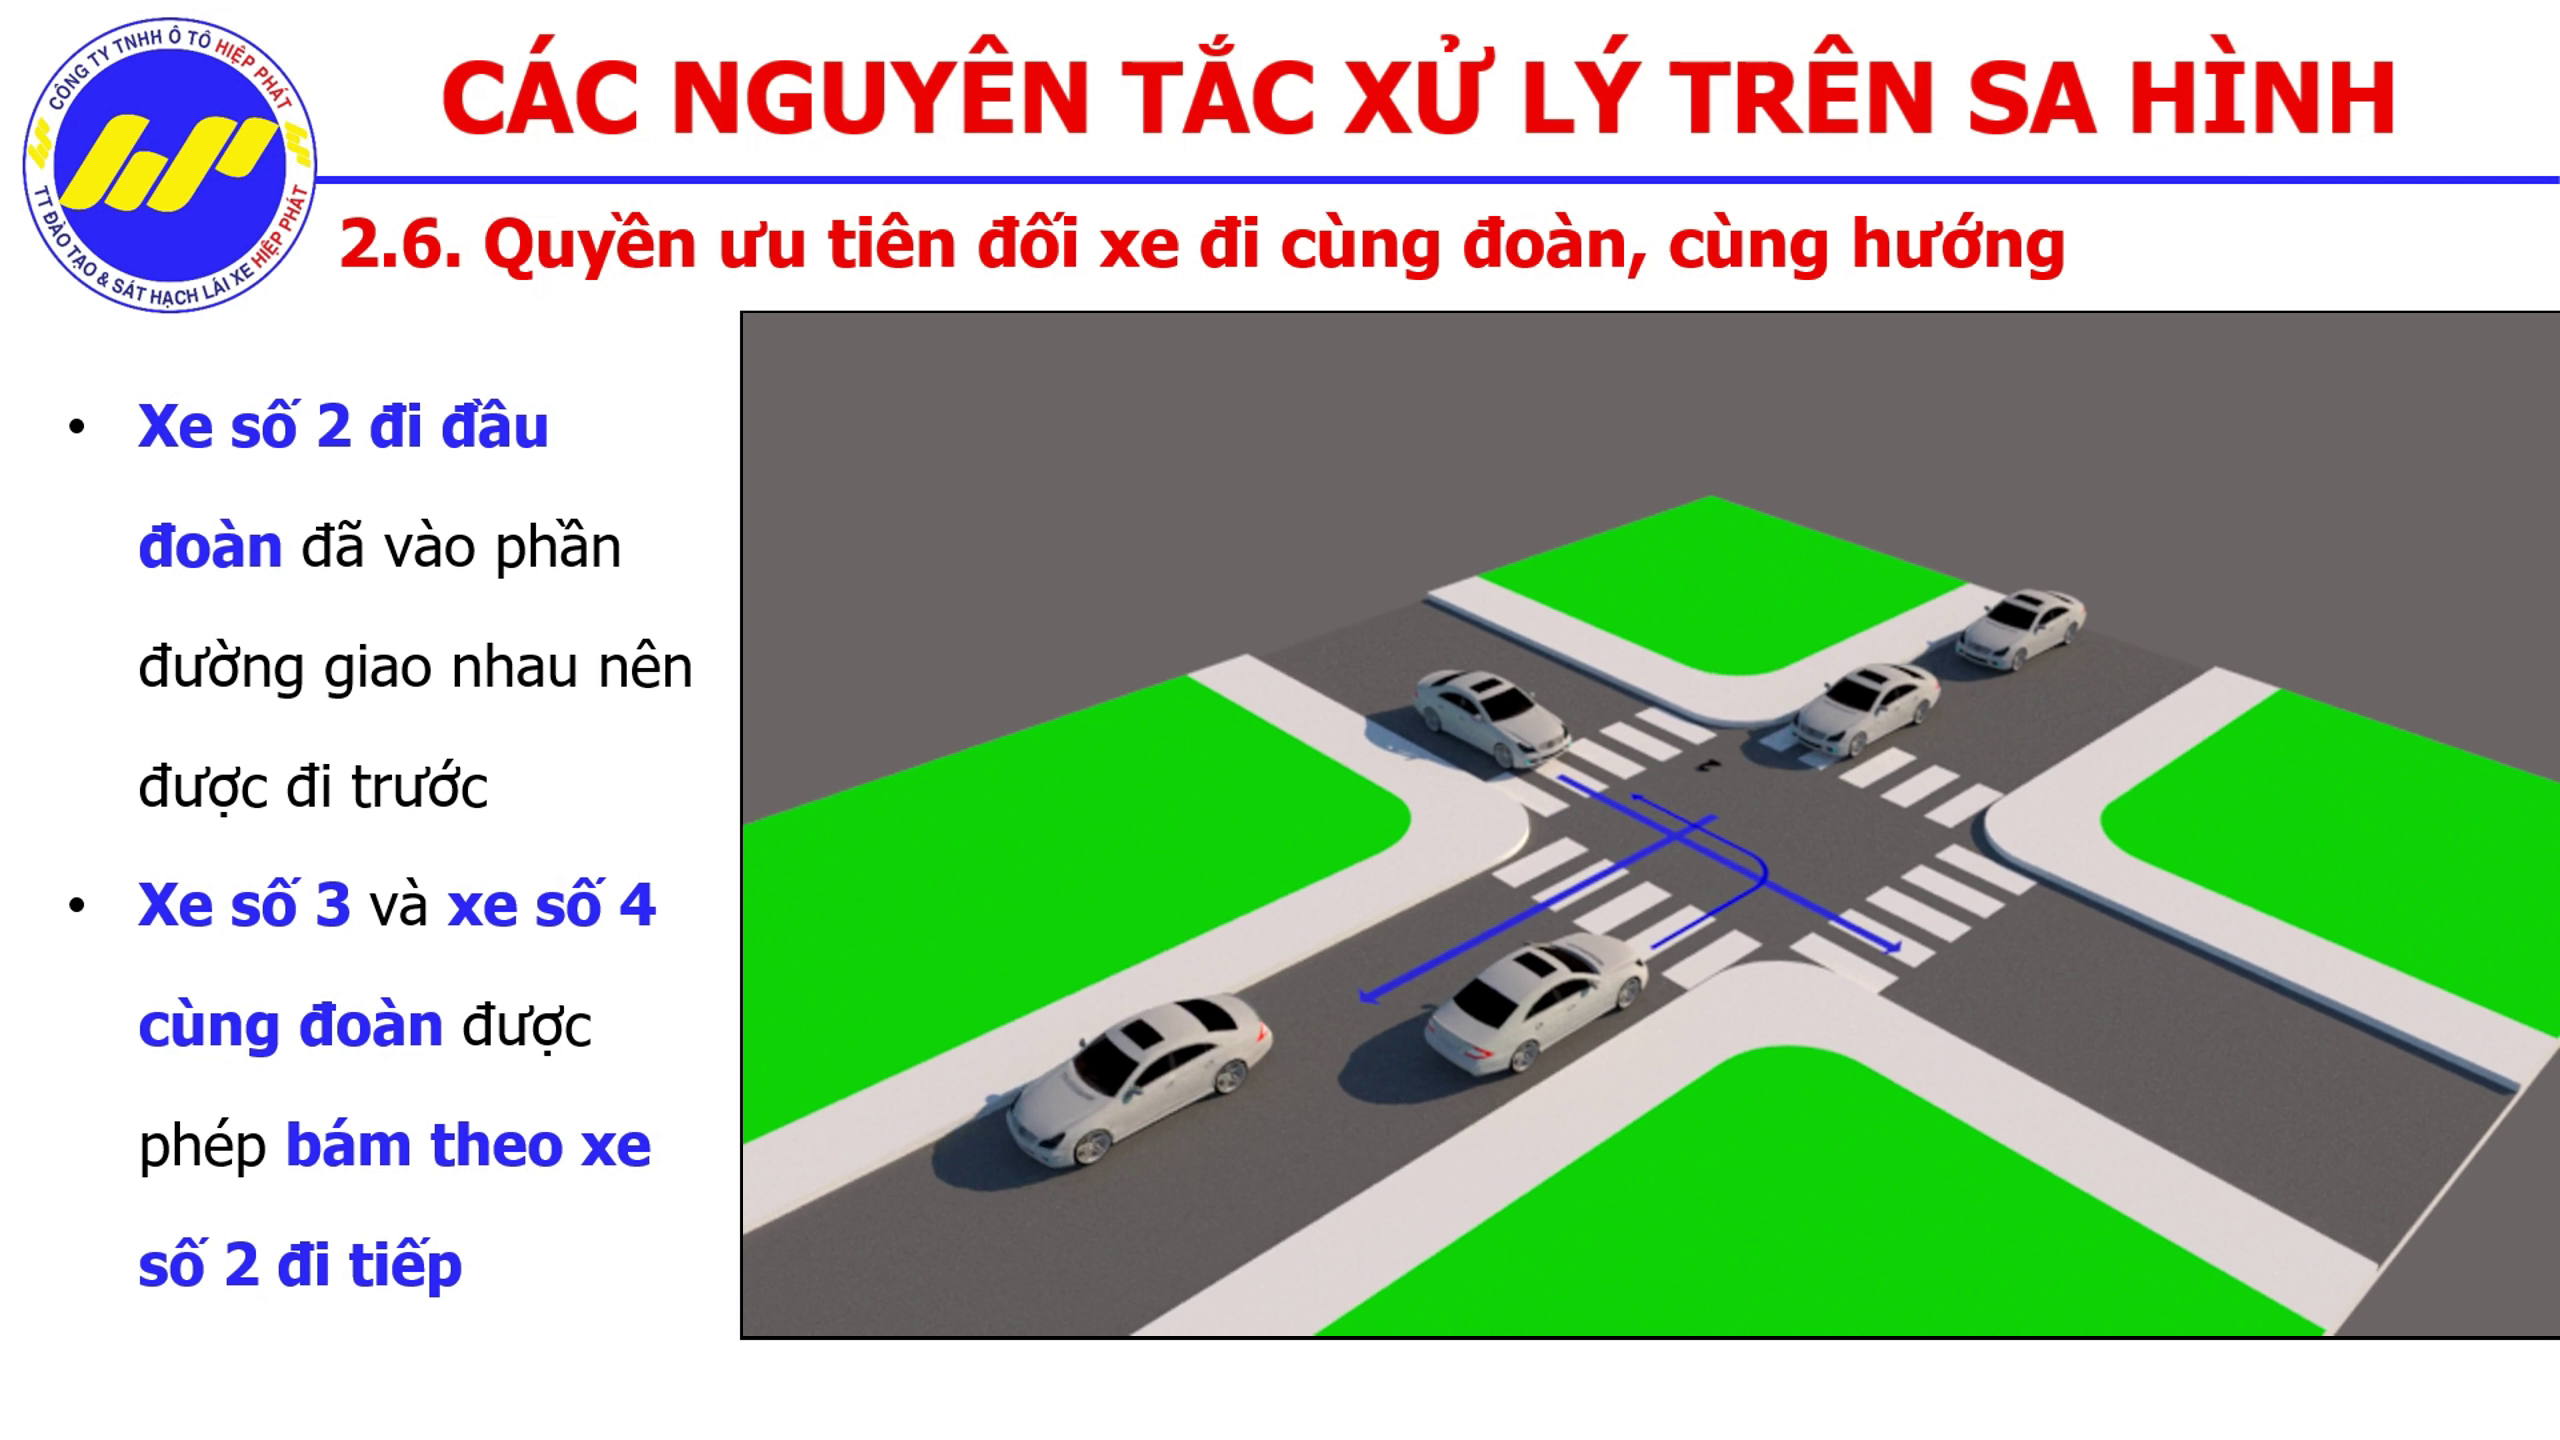 CÔNG TY TNHH Ô TÔ HIỆP PHÁT
TT ĐÀO TẠO & SÁT HẠCH LÁI XE HIỆP PHÁT
CÁC NGUYÊN TẮC XỬ LÝ TRÊN SA HÌNH
2.6. Quyền ưu tiên đối xe đi cùng đoàn, cùng hướng
• Xe số 2 đi đầu
đoàn đã vào phần
đường giao nhau nên
được đi trước
• Xe số 3 và xe số 4
cùng đoàn được
phép bám theo xe
số 2 đi tiếp